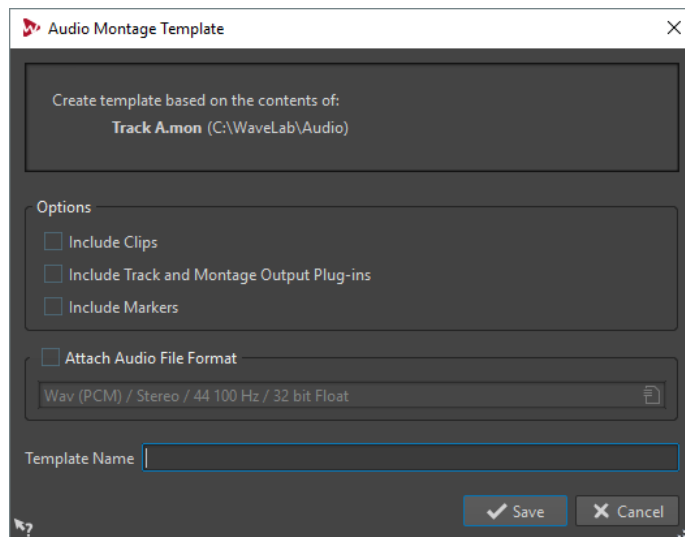 Audio Montage Template
Create template based on the contents of:
Track A.mon (C:\WaveLab\Audio)
Options
Include Clips
Include Track and Montage Output Plug-ins
Include Markers
Attach Audio File Format
Wav (PCM) / Stereo / 44 100 Hz / 32 bit Float
Template Name
Save
Cancel